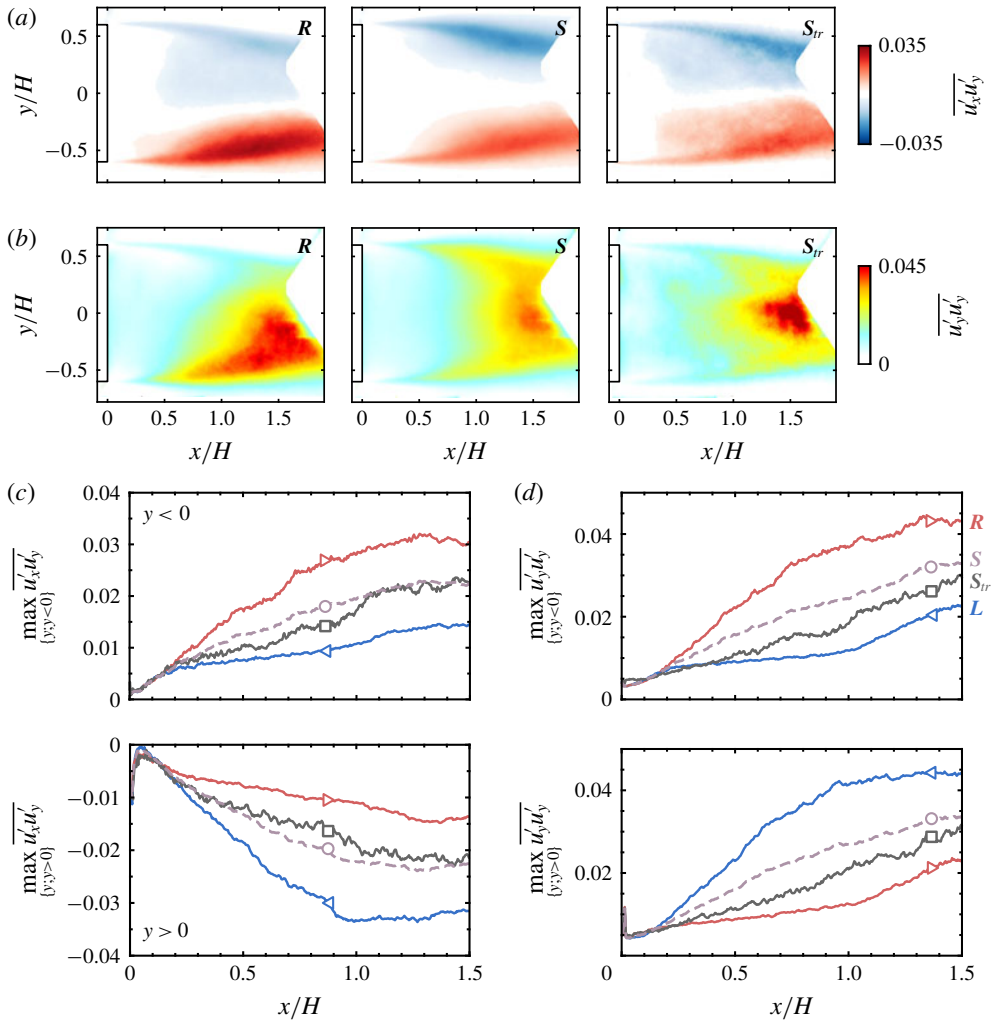 (a)
R
S
S_tr
0.5
0
−0.5
y/H
0.035
−0.035
\overline{u′_x u′_y}
(b)
R
S
S_tr
0.5
0
−0.5
y/H
0 0.5 1.0 1.5
0 0.5 1.0 1.5
0 0.5 1.0 1.5
x/H
x/H
x/H
0.045
0
\overline{u′_y u′_y}
(c)
y < 0
0.04
0.03
0.02
0.01
0
max \overline{u′_x u′_y}
{y;y<0}
(d)
0.04
0.02
0
max \overline{u′_y u′_y}
{y;y<0}
R
S
S_tr
L
0
−0.01
−0.02
−0.03
−0.04
max \overline{u′_x u′_y}
{y;y>0}
y > 0
0 0.5 1.0 1.5
x/H
0.04
0.02
max \overline{u′_y u′_y}
{y;y>0}
0 0.5 1.0 1.5
x/H